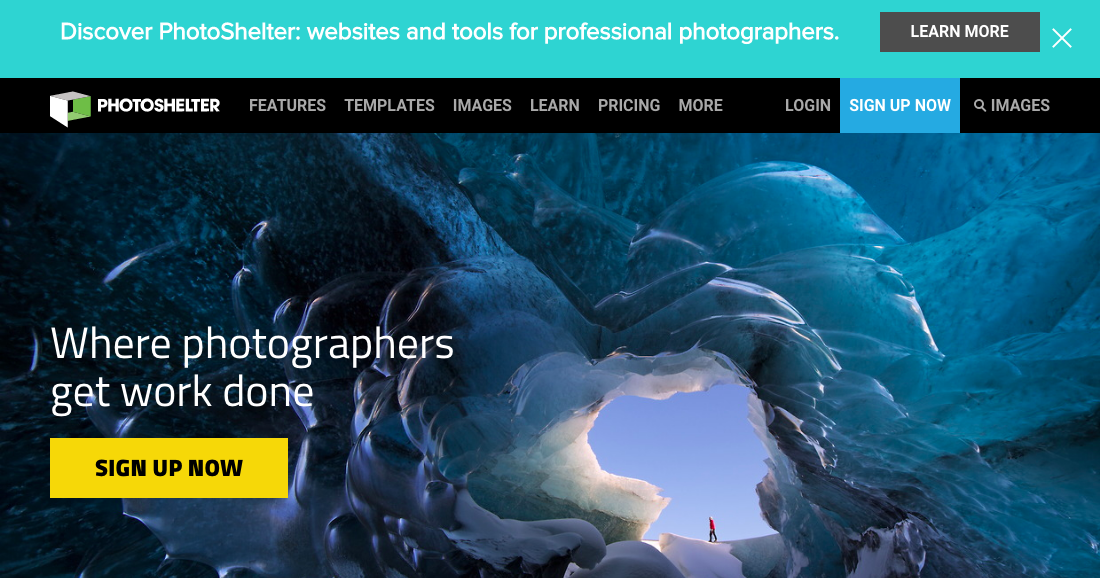 Discover PhotoShelter: websites and tools for professional photographers.
LEARN MORE
PHOTOSHELTER
FEATURES
TEMPLATES
IMAGES
LEARN
PRICING
MORE
LOGIN
SIGN UP NOW
IMAGES
Where photographers
get work done
SIGN UP NOW